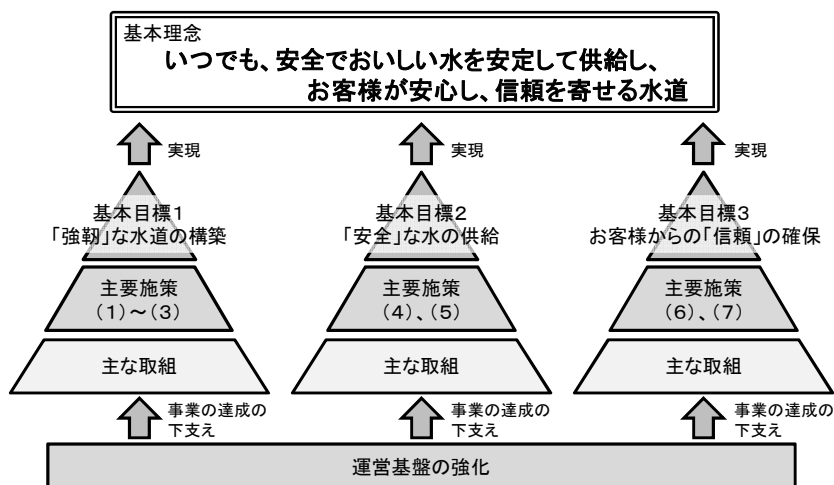 基本理念
いつでも、安全でおいしい水を安定して供給し、
お客様が安心し、信頼を寄せる水道
実現
実現
実現
基本目標1
「強靭」な水道の構築
基本目標2
「安全」な水の供給
基本目標3
お客様からの「信頼」の確保
主要施策
(1)~(3)
主要施策
(4)、(5)
主要施策
(6)、(7)
主な取組
主な取組
主な取組
事業の達成の
下支え
事業の達成の
下支え
事業の達成の
下支え
運営基盤の強化